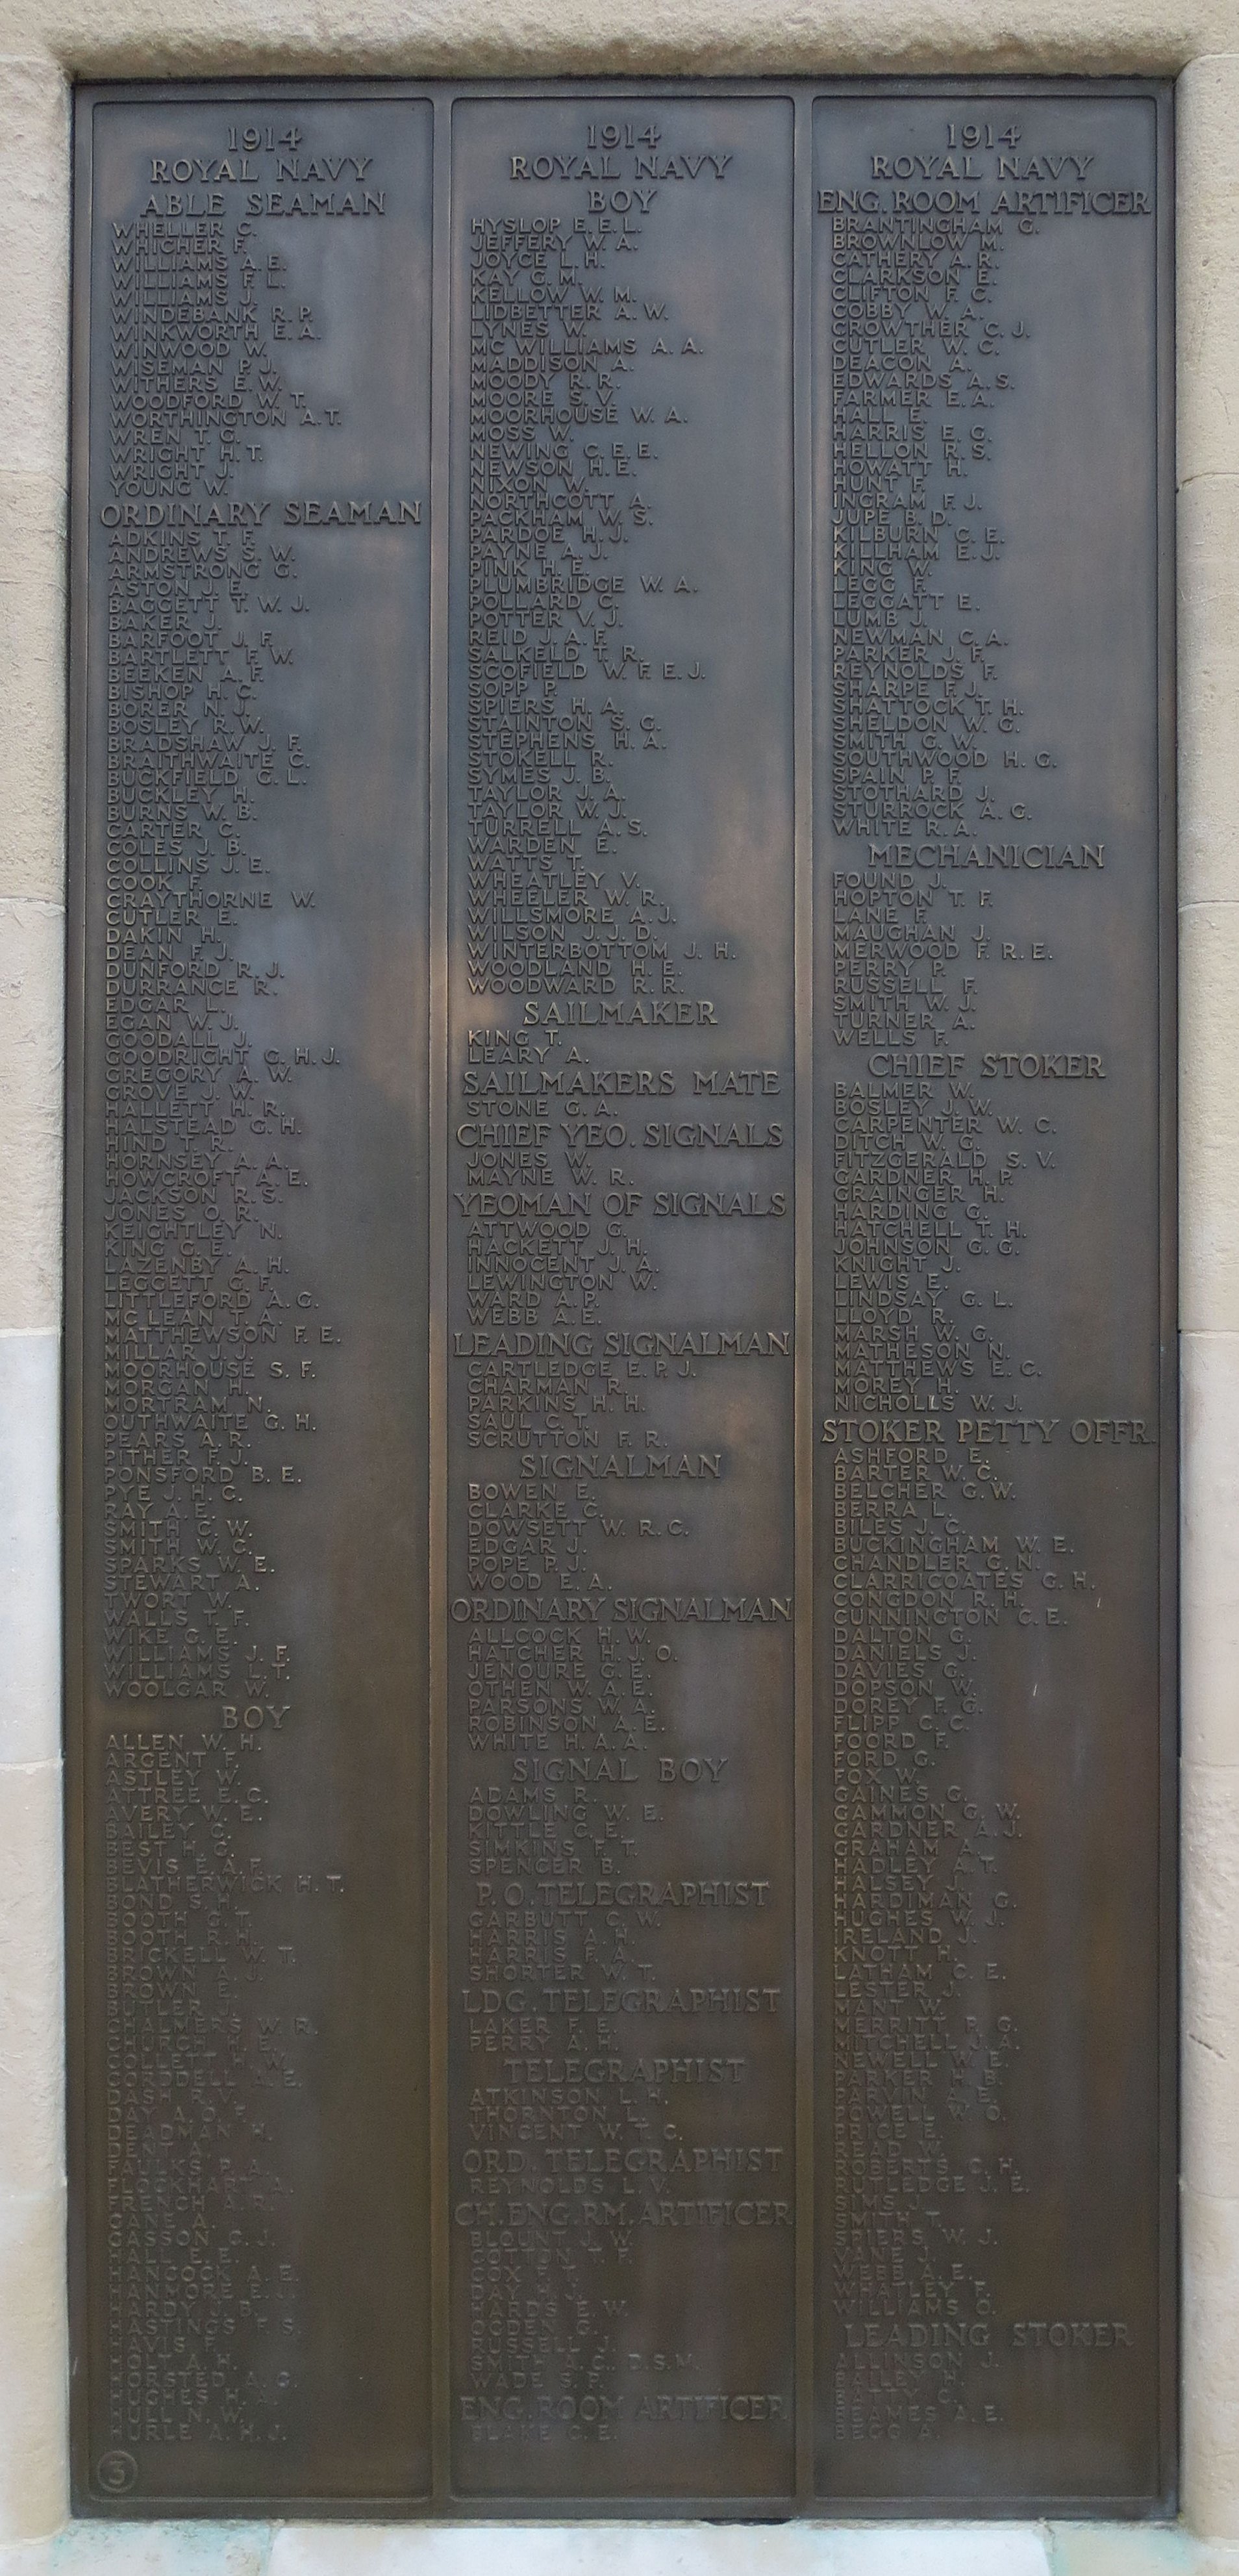 1914
ROYAL NAVY
ABLE SEAMAN
WHELLER C.
WHICHER F.
WILLIAMS A. E.
WILLIAMS F. L.
WILLIAMS J.
WINDEBANK R. P.
WINKWORTH E. A.
WINWOOD W.
WISEMAN P. J.
WITHERS E. W.
WOODFORD W. T.
WORTHINGTON A. T.
WREN T. G.
WRIGHT H. T.
WRIGHT J.
YOUNG W.
ORDINARY SEAMAN
ADKINS T. F.
ANDREWS S. W.
ARMSTRONG G.
ASTON J. E.
BAGGETT T. W. J.
BAKER J.
BARFOOT J. F.
BARTLETT F. W.
BEEKEN A. F.
BISHOP H. C.
BORER N. J.
BOSLEY R. W.
BRADSHAW J. F.
BRAITHWAITE C.
BUCKFIELD G. L.
BUCKLEY H.
BURNS W. B.
CARTER C.
COLES J. B.
COLLINS J. E.
COOK F.
CRAYTHORNE W.
CUTLER E.
DAKIN H.
DEAN F. J.
DUNFORD R. J.
DURRANCE R.
EDGAR L.
EGAN W. J.
GOODALL J.
GOODRIGHT G. H. J.
GREGORY A. W.
GROVE J. W.
HALLETT H. R.
HALSTEAD G. H.
HIND T. R.
HORNSEY A. A.
HOWCROFT A. E.
JACKSON R. S.
JONES O. R.
KEIGHTLEY N.
KING G. E.
LAZENBY A. H.
LEGGETT G. F.
LITTLEFORD A. G.
MC LEAN T. A.
MATTHEWSON F. E.
MILLAR J. J.
MOORHOUSE S. F.
MORGAN H.
MORTRAM N.
OUTHWAITE G. H.
PEARS A. R.
PITHER F. J.
PONSFORD B. E.
PYE J. H. C.
RAY A. E.
SMITH C. W.
SMITH W. C.
SPARKS W. E.
STEWART A.
TWORT W.
WALLS T. F.
WIKE G. E.
WILLIAMS J. F.
WILLIAMS L. T.
WOOLGAR W.
BOY
ALLEN W. H.
ARGENT F.
ASTLEY W.
ATTREE E. C.
AVERY W. E.
BAILEY C.
BEST H. G.
BEVIS E. A. F.
BLATHERWICK H. T.
BOND S. H.
BOOTH G. T.
BOOTH R. H.
BRICKELL W. T.
BROWN A. J.
BROWN E.
BUTLER J.
CHALMERS W. R.
CHURCH H. E.
COLLETT H. W.
CORDDELL A. E.
DASH R. V.
DAY A. O. F.
DEADMAN H.
DENT A.
FAULKS P. A.
FLOCKHART A.
FRENCH A. R.
GANE A.
GASSON C. J.
HALL E. E.
HANCOCK A. E.
HANMORE E. J.
HARDY J. B.
HASTINGS F. S.
HAVIS F.
HOLT A. H.
HORSTED A. G.
HUGHES H. A.
HULL N. W.
HURLE A. H. J.
3
1914
ROYAL NAVY
BOY
HYSLOP E. E. L.
JEFFERY W. A.
JOYCE L. H.
KAY G. M.
KELLOW W. M.
LIDBETTER A. W.
LYNES W.
MC WILLIAMS A. A.
MADDISON A.
MOODY R. R.
MOORE S. V.
MOORHOUSE W. A.
MOSS W.
NEWING C. E. E.
NEWSON H. E.
NIXON W.
NORTHCOTT A.
PACKHAM W. S.
PARDOE H. J.
PAYNE A. J.
PINK H. E.
PLUMBRIDGE W. A.
POLLARD C.
POTTER V. J.
REID J. A. F.
SALKELD T. R.
SCOFIELD W. F. E. J.
SOPP P.
SPIERS H. A.
STAINTON S. G.
STEPHENS H. A.
STOKELL R.
SYMES J. B.
TAYLOR J. A.
TAYLOR W. J.
TURRELL A. S.
WARDEN E.
WATTS T.
WHEATLEY V.
WHEELER W. R.
WILLSMORE A. J.
WILSON J. J. D.
WINTERBOTTOM J. H.
WOODLAND H. E.
WOODWARD R. R.
SAILMAKER
KING T.
LEARY A.
SAILMAKERS MATE
STONE G. A.
CHIEF YEO. SIGNALS
JONES W.
MAYNE W. R.
YEOMAN OF SIGNALS
ATTWOOD G.
HACKETT J. H.
INNOCENT J. A.
LEWINGTON W.
WARD A. P.
WEBB A. E.
LEADING SIGNALMAN
CARTLEDGE E. P. J.
CHARMAN R.
PARKINS H. H.
SAUL C. T.
SCRUTTON F. R.
SIGNALMAN
BOWEN E.
CLARKE C.
DOWSETT W. R. C.
EDGAR J.
POPE P. J.
WOOD E. A.
ORDINARY SIGNALMAN
ALLCOCK H. W.
HATCHER H. J. O.
JENOURE G. E.
OTHEN W. A. E.
PARSONS W. A.
ROBINSON A. E.
WHITE H. A. A.
SIGNAL BOY
ADAMS R.
DOWLING W. E.
KITTLE C. E.
SIMKINS F. T.
SPENCER B.
P. O. TELEGRAPHIST
GARBUTT C. W.
HARRIS A. H.
HARRIS F. A.
SHORTER W. T.
LDG. TELEGRAPHIST
LAKER F. E.
PERRY A. H.
TELEGRAPHIST
ATKINSON L. H.
THORNTON L.
VINCENT W. T. C.
ORD. TELEGRAPHIST
REYNOLDS L. V.
CH. ENG. RM. ARTIFICER
BLOUNT J. W.
COTTON T. F.
COX F. T.
DAY H. J.
HARDS E. W.
OGDEN G.
RUSSELL J.
SMITH A. G., D.S.M.
WADE S. P.
ENG. ROOM ARTIFICER
BLAKE C. E.
1914
ROYAL NAVY
ENG. ROOM ARTIFICER
BRANTINGHAM G.
BROWNLOW M.
CATHERY A. R.
CLARKSON E.
CLIFTON F. C.
COBBY W. A.
CROWTHER C. J.
CUTLER W. C.
DEACON A.
EDWARDS A. S.
FARMER E. A.
HALL E.
HARRIS E. G.
HELLON R. S.
HOWATT H.
HUNT F.
INGRAM F. J.
JUPE B. D.
KILBURN C. E.
KILLHAM E. J.
KING W.
LEGG F.
LEGGATT E.
LUMB J.
NEWMAN C. A.
PARKER J. F.
REYNOLDS F.
SHARPE F. J.
SHATTOCK T. H.
SHELDON W. G.
SMITH G. W.
SOUTHWOOD H. G.
SPAIN P. F.
STOTHARD J.
STURROCK A. G.
WHITE R. A.
MECHANICIAN
FOUND J.
HOPTON T. F.
LANE F.
MAUGHAN J.
MERWOOD F. R. E.
PERRY P.
RUSSELL F.
SMITH W. J.
TURNER A.
WELLS F.
CHIEF STOKER
BALMER W.
BOSLEY J. W.
CARPENTER W. C.
DITCH W. G.
FITZGERALD S. V.
GARDNER H. P.
GRAINGER H.
HARDING G.
HATCHELL T. H.
JOHNSON G. G.
KNIGHT J.
LEWIS E.
LINDSAY G. L.
LLOYD R.
MARSH W. G.
MATHESON N.
MATTHEWS E. C.
MOREY H.
NICHOLLS W. J.
STOKER PETTY OFFR.
ASHFORD E.
BARTER W. C.
BELCHER G. W.
BERRA L.
BILES J. C.
BUCKINGHAM W. E.
CHANDLER G. N.
CLARRICOATES G. H.
CONGDON R. H.
CUNNINGTON C. E.
DALTON G.
DANIELS J.
DAVIES G.
DOPSON W.
DOREY F. G.
FLIPP C. C.
FOORD F.
FORD G.
FOX W.
GAINES G.
GAMMON G. W.
GARDNER A. J.
GRAHAM A.
HADLEY A. T.
HALSEY J.
HARDIMAN G.
HUGHES W. J.
IRELAND J.
KNOTT H.
LATHAM C. E.
LESTER J.
MANT W.
MERRITT P. G.
MITCHELL J. A.
NEWELL W. E.
PARKER H. B.
PARVIN A. E.
POWELL W. O.
PRICE E.
READ W.
ROBERTS C. H.
RUTLEDGE J. E.
SIMS J.
SMITH T.
SPIERS W. J.
VANE J.
WEBB A. E.
WHATLEY F.
WILLIAMS O.
LEADING STOKER
ALLINSON J.
BAILEY H.
BATTY C.
BEAMES A. E.
BEGG A.